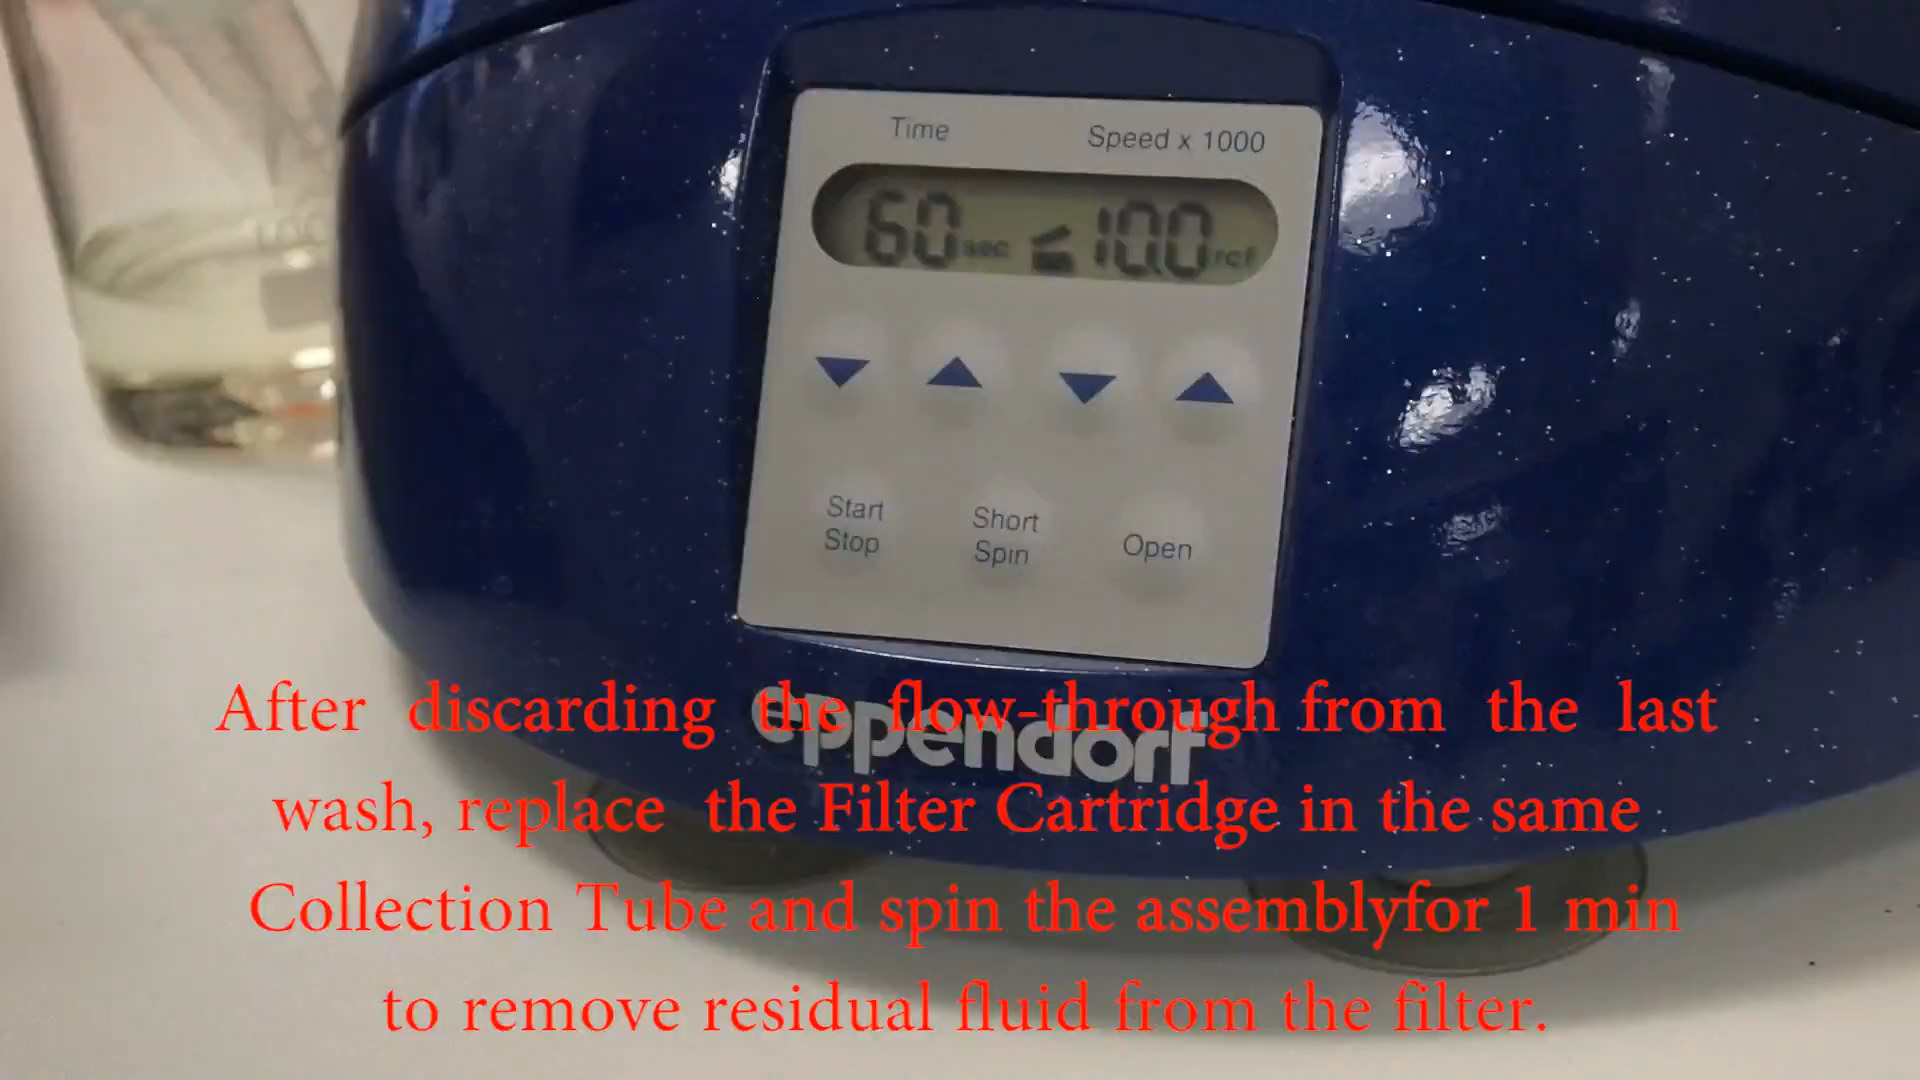 Time Speed x 1000
60 sec 10.0 rcf
Start Stop
Short Spin
Open
eppendorf
After discarding the flow-through from the last
wash, replace the Filter Cartridge in the same
Collection Tube and spin the assemblyfor 1 min
to remove residual fluid from the filter.